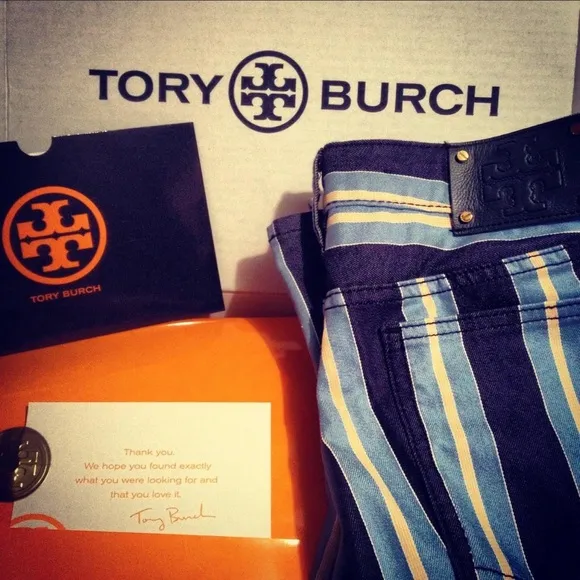 TORY BURCH
TORY BURCH
Thank you.
We hope you found exactly
what you were looking for and
that you love it.
Tory Burch